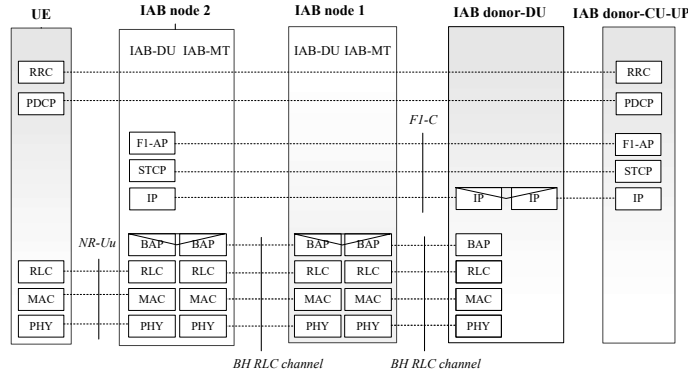 UE IAB node 2 IAB node 1 IAB donor-DU IAB donor-CU-UP
IAB-DU IAB-MT IAB-DU IAB-MT
RRC RRC
PDCP PDCP
F1-C
F1-AP F1-AP
STCP STCP
IP IP IP IP
NR-Uu BAP BAP BAP BAP BAP
RLC RLC RLC RLC RLC RLC
MAC MAC MAC MAC MAC MAC
PHY PHY PHY PHY PHY PHY
BH RLC channel BH RLC channel